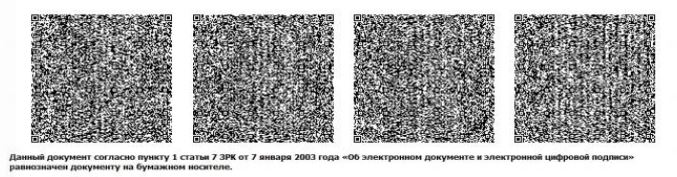 Данный документ согласно пункту 1 статьи 7 ЗРК от 7 января 2003 года «Об электронном документе и электронной цифровой подписи»
равнозначен документу на бумажном носителе.